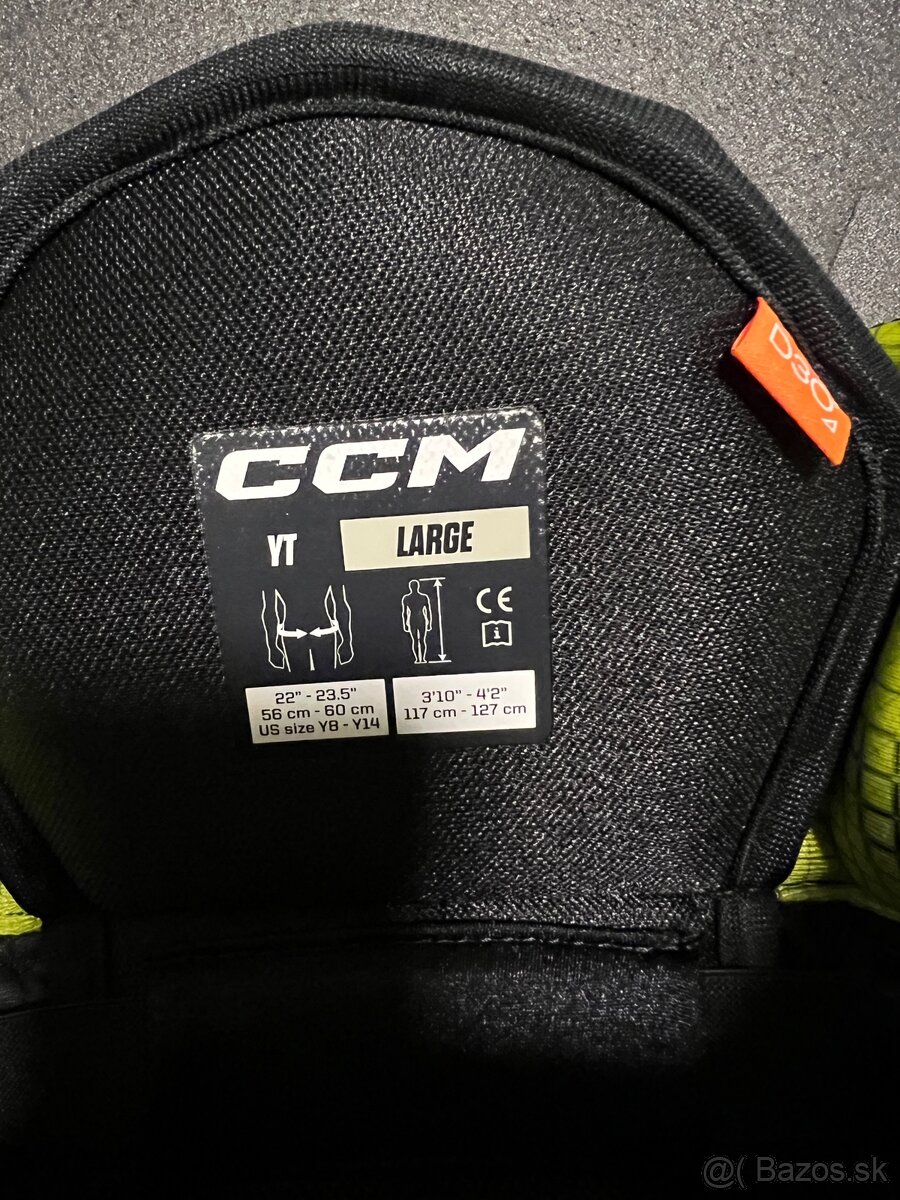 D3O
CCM
YT
LARGE
CE
i
22" - 23.5"
56 cm - 60 cm
US size Y8 - Y14
3'10" - 4'2"
117 cm - 127 cm
@( Bazos.sk